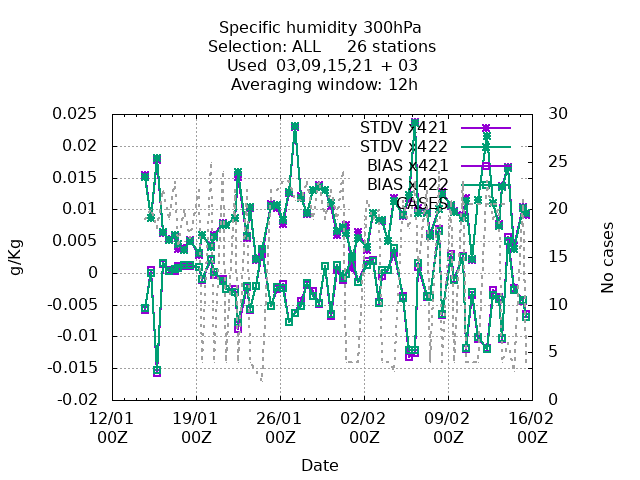 Specific humidity 300hPa
Selection: ALL     26 stations
Used  03,09,15,21  + 03
Averaging window: 12h
0.025
0.02
0.015
0.01
0.005
0
-0.005
-0.01
-0.015
-0.02
g/Kg
30
25
20
15
10
5
0
No cases
STDV x421
STDV x422
BIAS x421
BIAS x422
CASES
12/01 00Z
19/01 00Z
26/01 00Z
02/02 00Z
09/02 00Z
16/02 00Z
Date